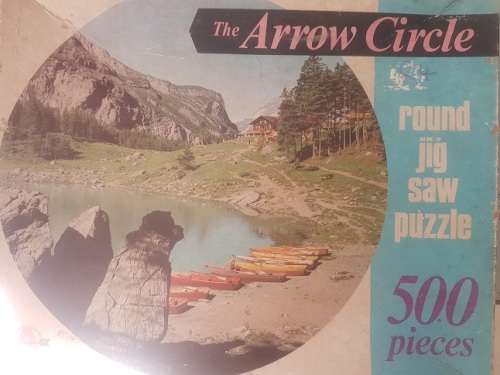 The Arrow Circle
round
jig
saw
puzzle
500
pieces